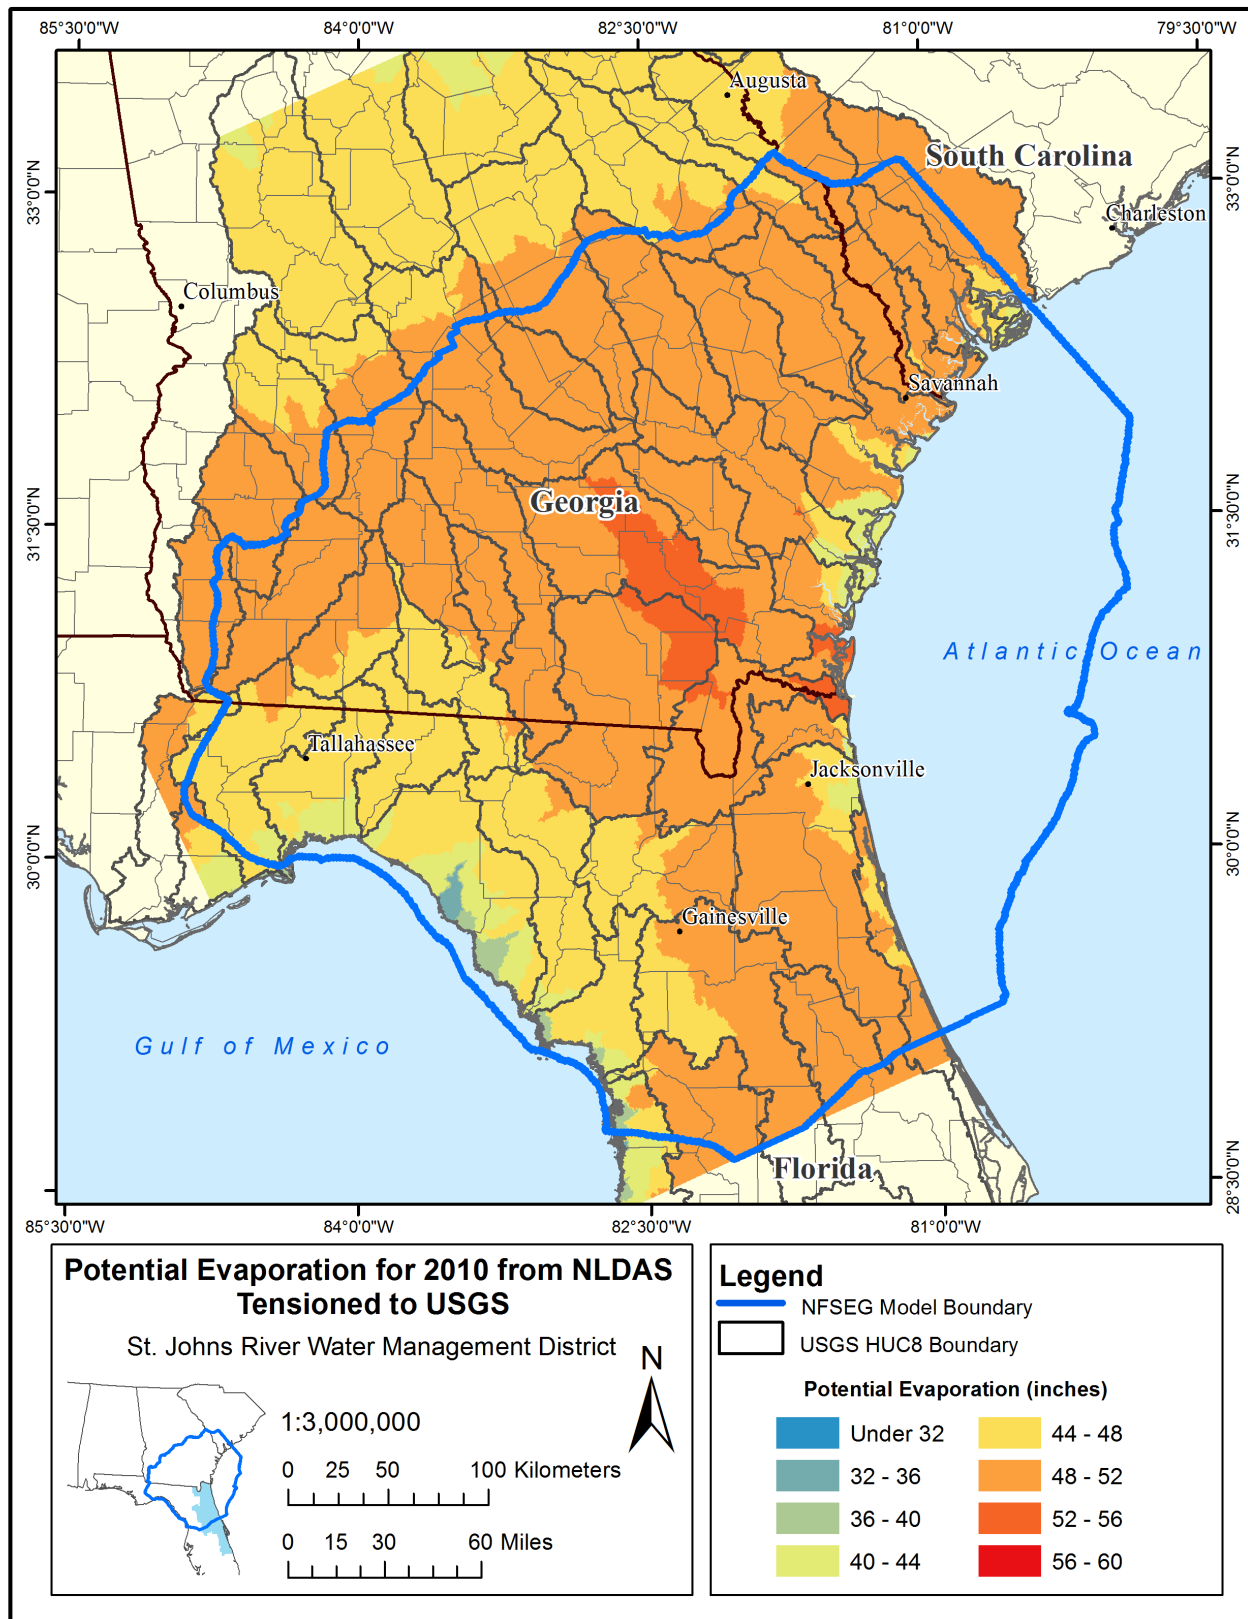 85°30'0"W 84°0'0"W 82°30'0"W 81°0'0"W 79°30'0"W
Augusta
South Carolina
33°0'0"N
33°0'0"N
Charleston
Columbus
Savannah
Georgia
31°30'0"N
31°30'0"N
Atlantic Ocean
Tallahassee
Jacksonville
30°0'0"N
30°0'0"N
Gainesville
Gulf of Mexico
Florida
28°30'0"N
85°30'0"W 84°0'0"W 82°30'0"W 81°0'0"W
Potential Evaporation for 2010 from NLDAS
Tensioned to USGS
St. Johns River Water Management District
N
1:3,000,000
0 25 50 100 Kilometers
0 15 30 60 Miles
Legend
NFSEG Model Boundary
USGS HUC8 Boundary
Potential Evaporation (inches)
Under 32 44 - 48
32 - 36 48 - 52
36 - 40 52 - 56
40 - 44 56 - 60